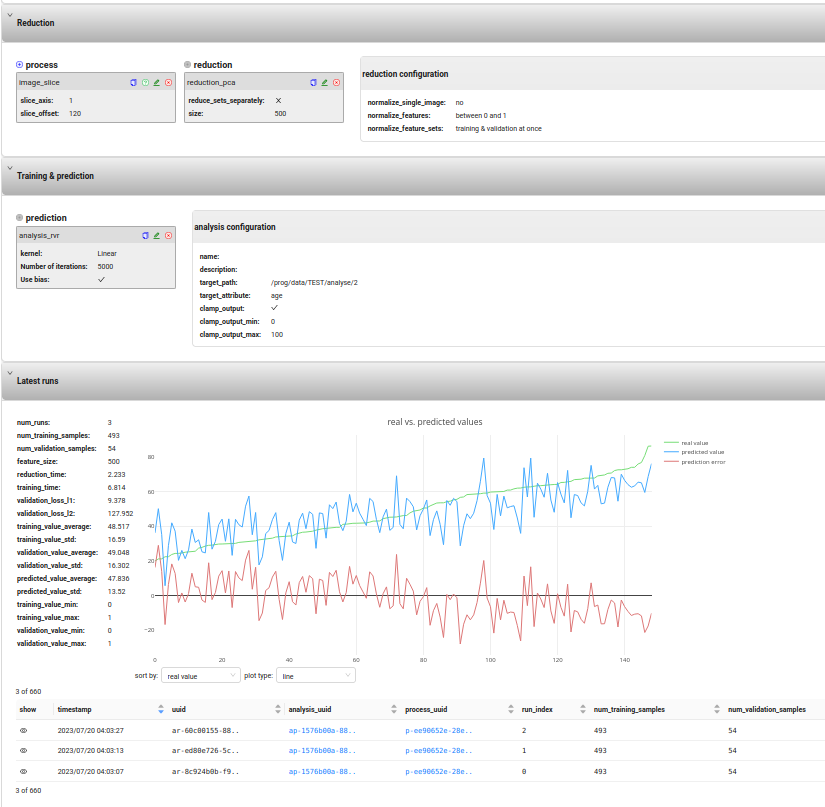 Reduction
process
reduction
image_slice
slice_axis: 1
slice_offset: 120
reduction_pca
reduce_sets_separately: X
size: 500
reduction configuration
normalize_single_image: no
normalize_features: between 0 and 1
normalize_feature_sets: training & validation at once
Training & prediction
prediction
analysis_rvr
kernel: Linear
Number of iterations: 5000
Use bias: ✓
analysis configuration
name:
description:
target_path: /prog/data/TEST/analyse/2
target_attribute: age
clamp_output: ✓
clamp_output_min: 0
clamp_output_max: 100
Latest runs
num_runs: 3
num_training_samples: 493
num_validation_samples: 54
feature_size: 500
reduction_time: 2.233
training_time: 6.814
validation_loss_l1: 9.378
validation_loss_l2: 127.952
training_value_average: 48.517
training_value_std: 16.59
validation_value_average: 49.048
validation_value_std: 16.302
predicted_value_average: 47.836
predicted_value_std: 13.52
training_value_min: 0
training_value_max: 1
validation_value_min: 0
validation_value_max: 1
real vs. predicted values
80
60
40
20
0
−20
0 20 40 60 80 100 120 140
real value
predicted value
prediction error
sort by: real value plot type: line
3 of 660
show timestamp uuid analysis_uuid process_uuid run_index num_training_samples num_validation_samples
2023/07/20 04:03:27 ar-60c00155-88.. ap-1576b00a-88.. p-ee90652e-28e.. 2 493 54
2023/07/20 04:03:13 ar-ed80e726-5c.. ap-1576b00a-88.. p-ee90652e-28e.. 1 493 54
2023/07/20 04:03:07 ar-8c924b0b-f9.. ap-1576b00a-88.. p-ee90652e-28e.. 0 493 54
3 of 660